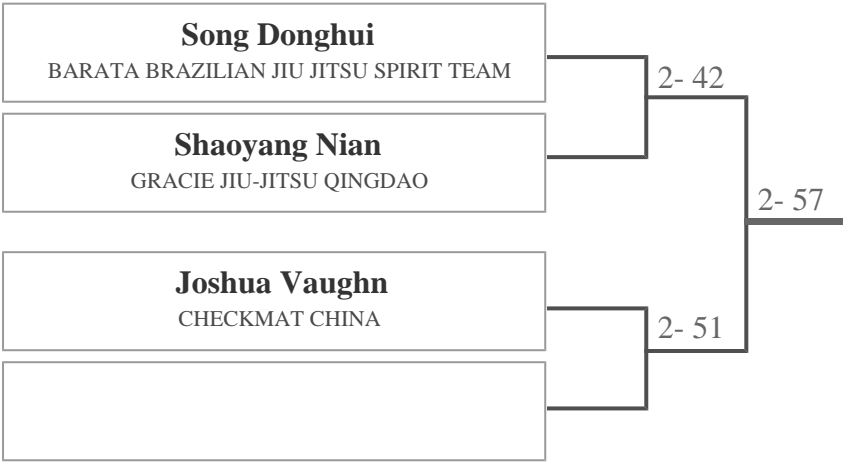 Song Donghui
BARATA BRAZILIAN JIU JITSU SPIRIT TEAM
2- 42
Shaoyang Nian
GRACIE JIU-JITSU QINGDAO
2- 57
Joshua Vaughn
CHECKMAT CHINA
2- 51